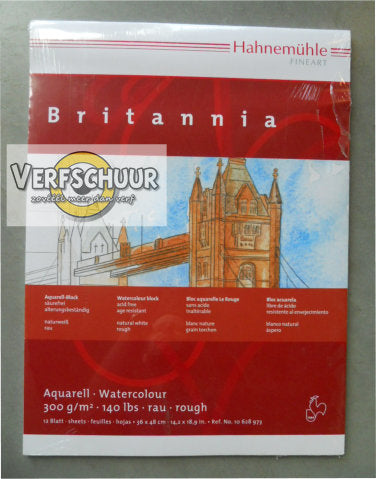 Hahnemühle
FINEART
Britannia
VERFSCHUUR
zoveel meer dan verf
Aquarell-Block
säurefrei
alterungsbeständig
naturweiß
rau
Watercolour block
acid free
age resistant
natural white
rough
Bloc aquarelle Le Rouge
sans acide
inaltérable
blanc nature
grain torchon
Bloc acuarela
libre de ácido
resistente al envejecimiento
blanco natural
áspero
Aquarell · Watercolour
300 g/m² · 140 lbs · rau · rough
12 Blatt · sheets · feuilles · hojas · 36 x 48 cm · 14,2 x 18,9 in. · Ref. No. 10 628 972